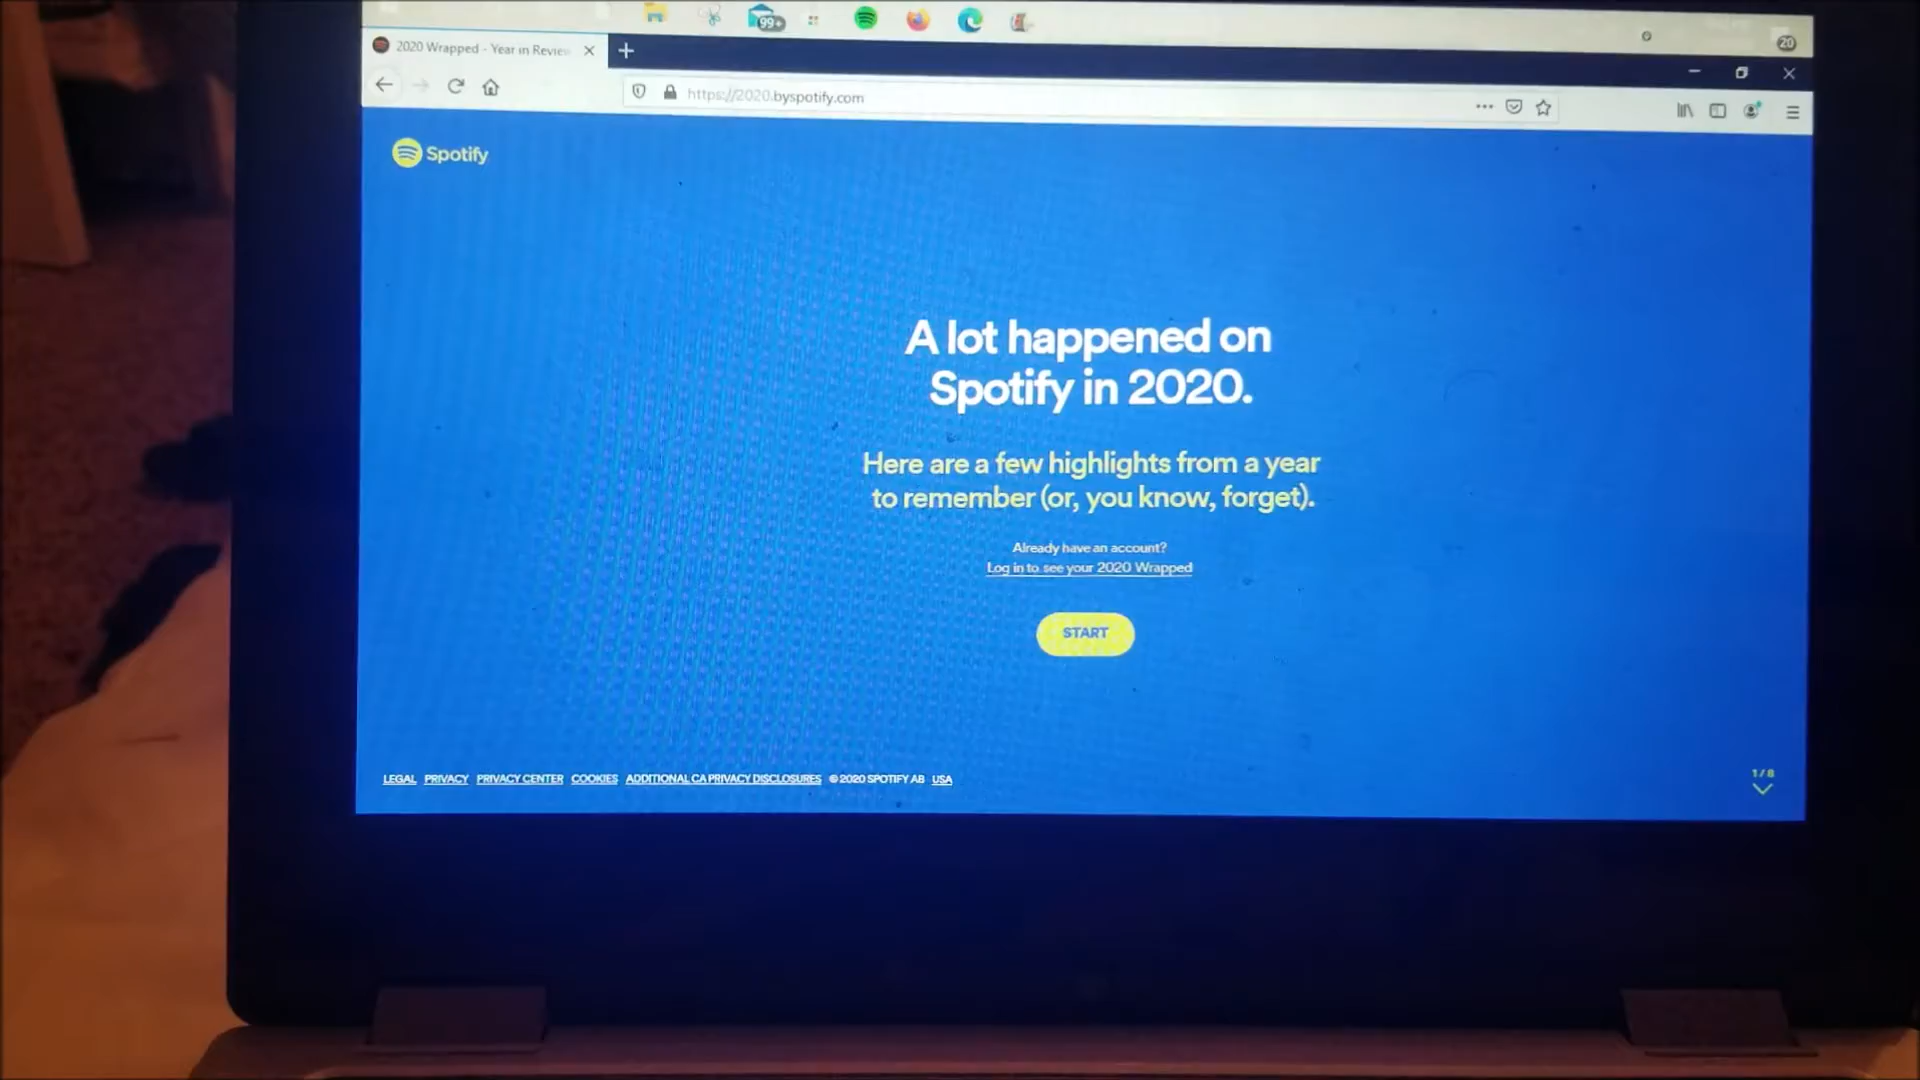 99+
20
2020 Wrapped - Year in Review
https://2020.byspotify.com
Spotify
A lot happened on
Spotify in 2020.
Here are a few highlights from a year
to remember (or, you know, forget).
Already have an account?
Log in to see your 2020 Wrapped
START
LEGAL PRIVACY PRIVACY CENTER COOKIES ADDITIONAL CA PRIVACY DISCLOSURES © 2020 SPOTIFY AB USA
1/8